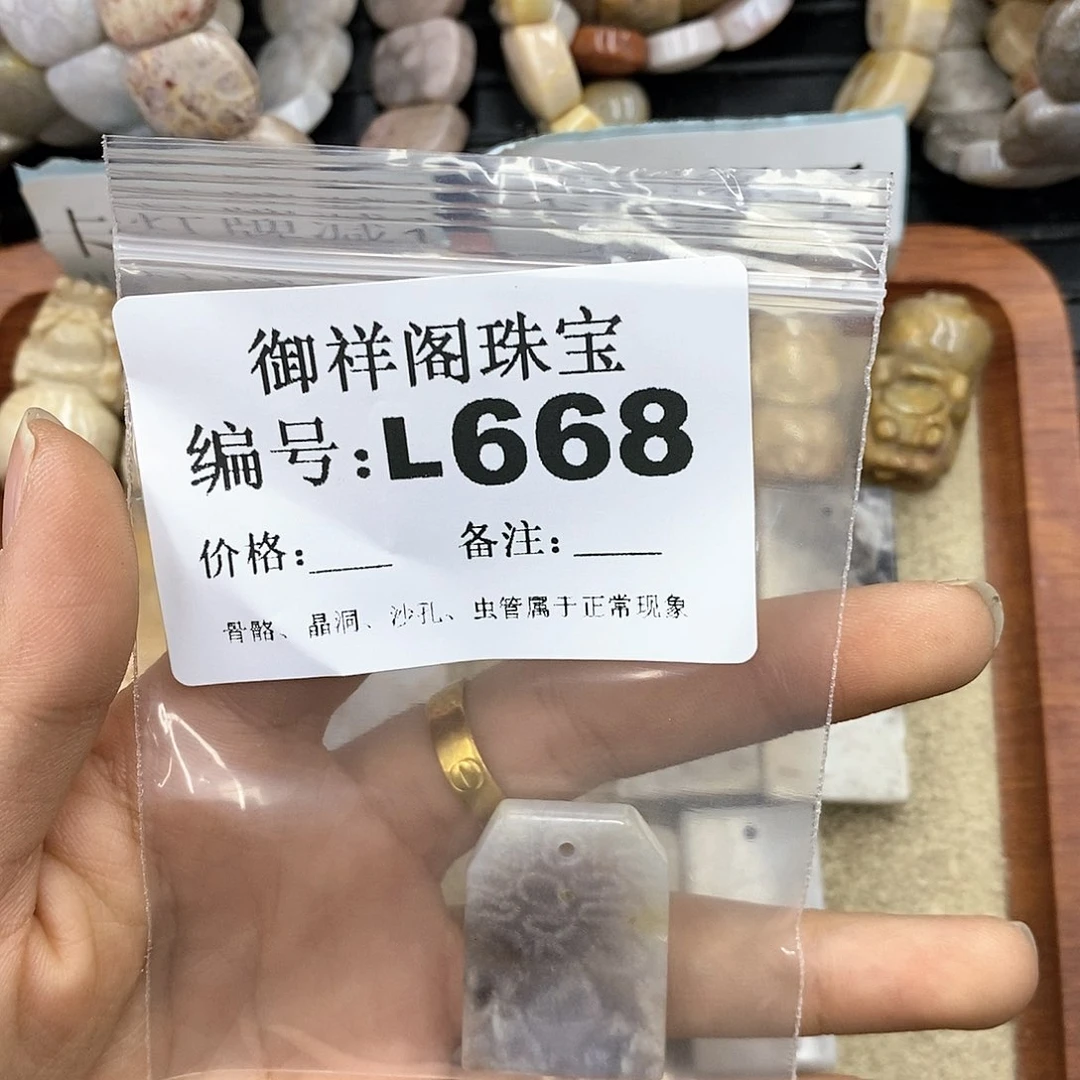 御祥阁珠宝
编号:L668
价格:____ 备注:____
骨骼、晶洞、沙孔、虫管属于正常现象